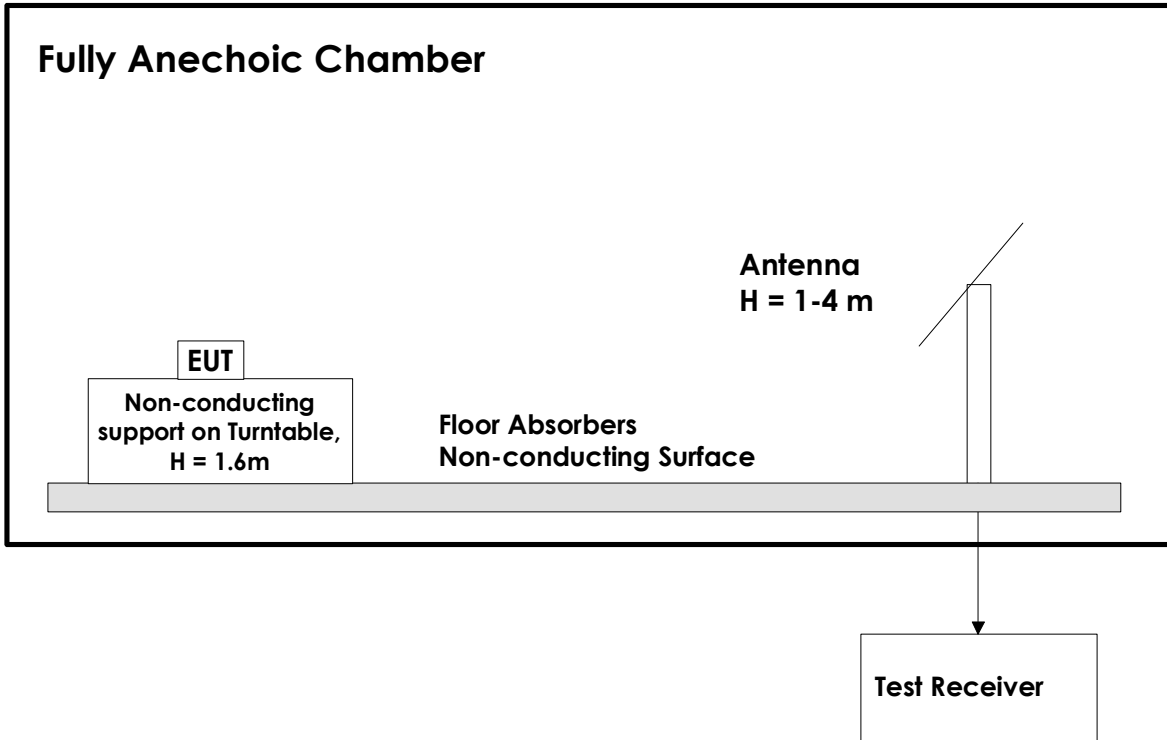 Fully Anechoic Chamber
Antenna
H = 1-4 m
EUT
Non-conducting
support on Turntable,
H = 1.6m
Floor Absorbers
Non-conducting Surface
Test Receiver